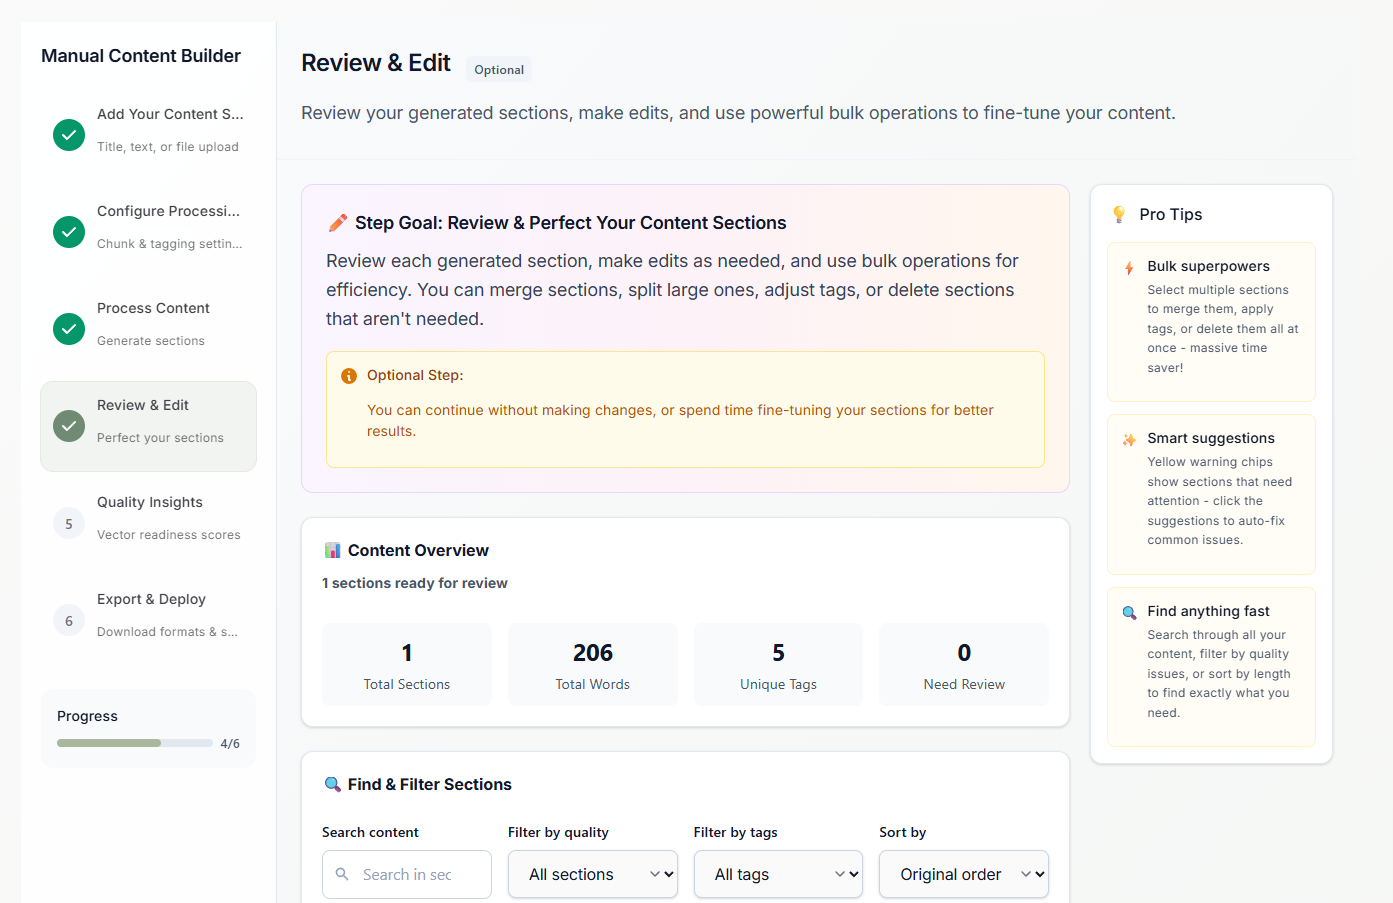 Manual Content Builder
Add Your Content S...
Title, text, or file upload
Configure Processi...
Chunk & tagging settin...
Process Content
Generate sections
Review & Edit
Perfect your sections
5
Quality Insights
Vector readiness scores
6
Export & Deploy
Download formats & s...
Progress
4/6
Review & Edit
Optional
Review your generated sections, make edits, and use powerful bulk operations to fine-tune your content.
Step Goal: Review & Perfect Your Content Sections
Review each generated section, make edits as needed, and use bulk operations for
efficiency. You can merge sections, split large ones, adjust tags, or delete sections
that aren't needed.
Optional Step:
You can continue without making changes, or spend time fine-tuning your sections for better
results.
Content Overview
1 sections ready for review
1
Total Sections
206
Total Words
5
Unique Tags
0
Need Review
Find & Filter Sections
Search content
Search in sec
Filter by quality
All sections
Filter by tags
All tags
Sort by
Original order
Pro Tips
Bulk superpowers
Select multiple sections
to merge them, apply
tags, or delete them all at
once - massive time
saver!
Smart suggestions
Yellow warning chips
show sections that need
attention - click the
suggestions to auto-fix
common issues.
Find anything fast
Search through all your
content, filter by quality
issues, or sort by length
to find exactly what you
need.